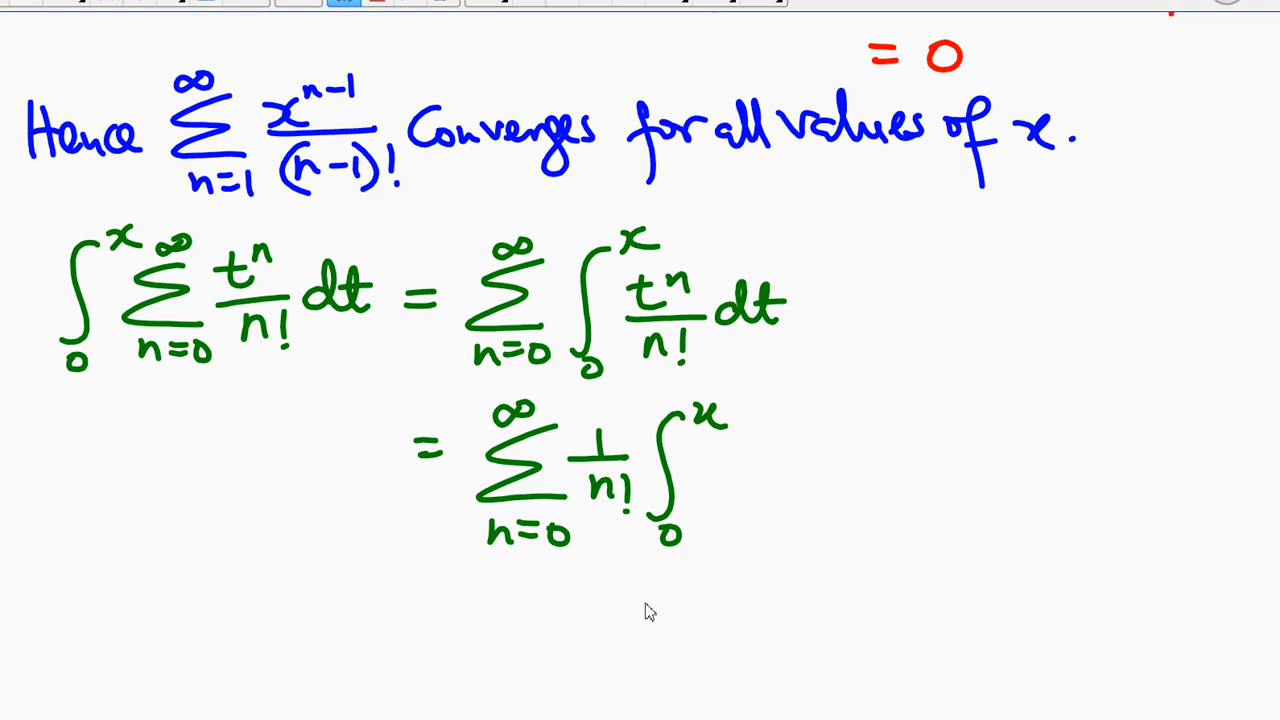 = 0
Hence ∑_{n=1}^{∞} x^{n-1}/(n-1)! Converges for all values of x.
∫_0^x ∑_{n=0}^{∞} t^n/n! dt = ∑_{n=0}^{∞} ∫_0^x t^n/n! dt
= ∑_{n=0}^{∞} 1/n! ∫_0^x